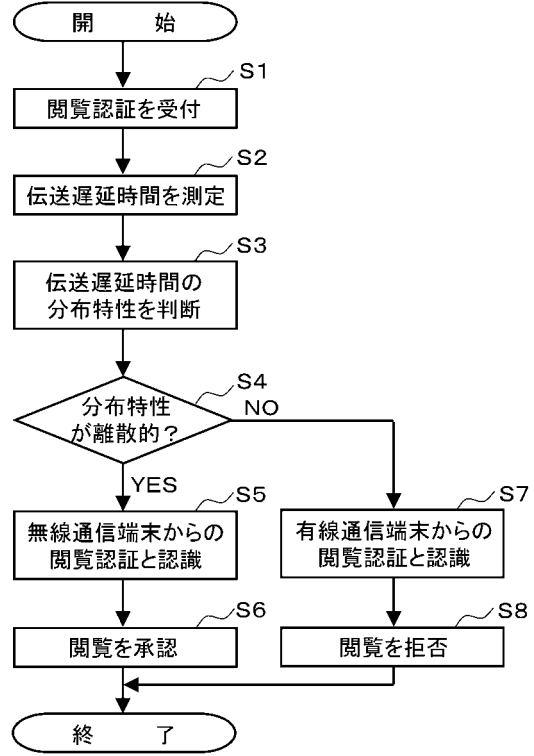 開 始
S1
閲覧認証を受付
S2
伝送遅延時間を測定
S3
伝送遅延時間の
分布特性を判断
S4
分布特性
が離散的？
NO
YES
S5
無線通信端末からの
閲覧認証と認識
S7
有線通信端末からの
閲覧認証と認識
S6
閲覧を承認
S8
閲覧を拒否
終 了